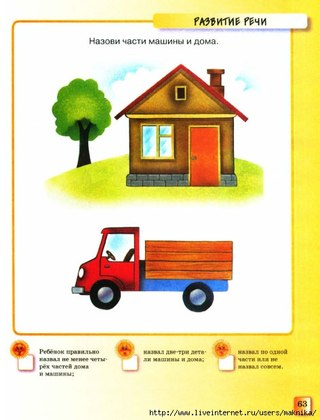 РАЗВИТИЕ РЕЧИ
Назови части машины и дома.
Ребёнок правильно
назвал не менее четы-
рёх частей дома
и машины;
назвал две-три дета-
ли машины и дома;
назвал по одной
части или не
назвал совсем.
63
http://www.liveinternet.ru/users/maknika/